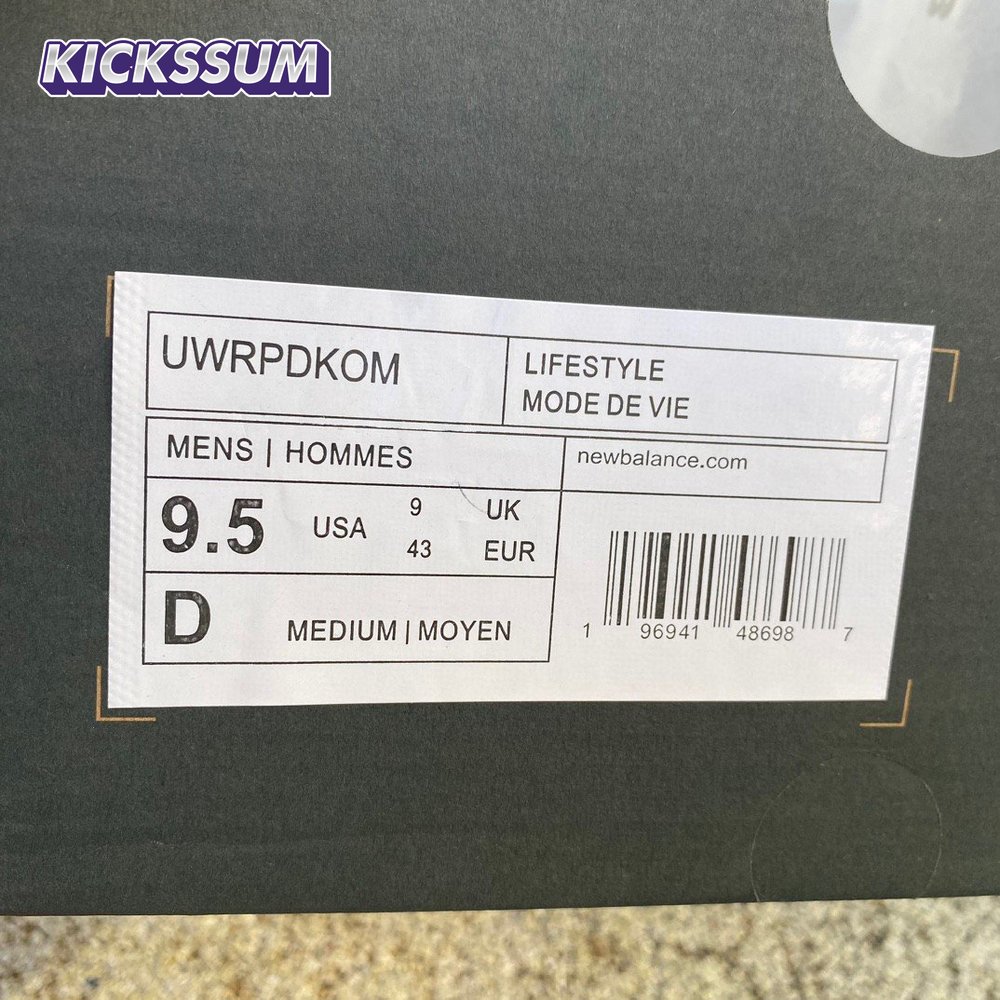 KICKSSUM
UWRPDKOM
LIFESTYLE
MODE DE VIE
MENS | HOMMES
newbalance.com
9.5 USA
9 UK
43 EUR
D MEDIUM | MOYEN
1 96941 48698 7